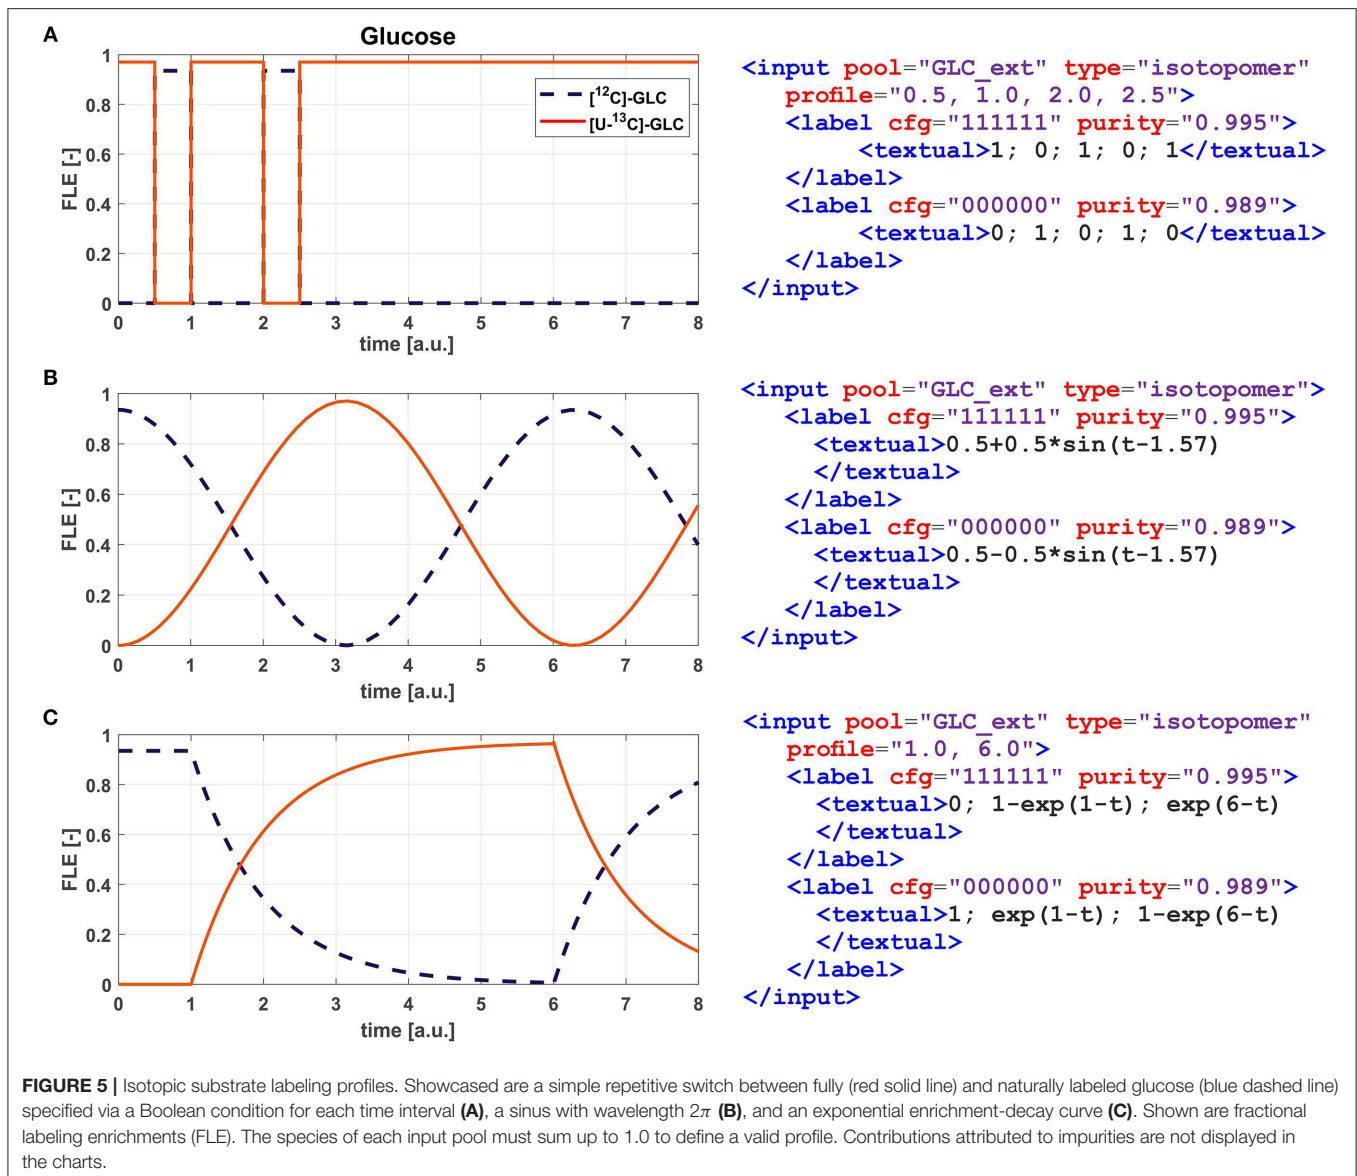 A
Glucose
1
0.8
0.6
0.4
0.2
0
FLE [-]
[12C]-GLC
[U-13C]-GLC
0 1 2 3 4 5 6 7 8
time [a.u.]
<input pool="GLC_ext" type="isotopomer"
profile="0.5, 1.0, 2.0, 2.5">
<label cfg="111111" purity="0.995">
<textual>1; 0; 1; 0; 1</textual>
</label>
<label cfg="000000" purity="0.989">
<textual>0; 1; 0; 1; 0</textual>
</label>
</input>
B
1
0.8
0.6
0.4
0.2
0
FLE [-]
0 1 2 3 4 5 6 7 8
time [a.u.]
<input pool="GLC_ext" type="isotopomer">
<label cfg="111111" purity="0.995">
<textual>0.5+0.5*sin(t-1.57)
</textual>
</label>
<label cfg="000000" purity="0.989">
<textual>0.5-0.5*sin(t-1.57)
</textual>
</label>
</input>
C
1
0.8
0.6
0.4
0.2
0
FLE [-]
0 1 2 3 4 5 6 7 8
time [a.u.]
<input pool="GLC_ext" type="isotopomer"
profile="1.0, 6.0">
<label cfg="111111" purity="0.995">
<textual>0; 1-exp(1-t); exp(6-t)
</textual>
</label>
<label cfg="000000" purity="0.989">
<textual>1; exp(1-t); 1-exp(6-t)
</textual>
</label>
</input>
FIGURE 5 | Isotopic substrate labeling profiles. Showcased are a simple repetitive switch between fully (red solid line) and naturally labeled glucose (blue dashed line)
specified via a Boolean condition for each time interval (A), a sinus with wavelength 2π (B), and an exponential enrichment-decay curve (C). Shown are fractional
labeling enrichments (FLE). The species of each input pool must sum up to 1.0 to define a valid profile. Contributions attributed to impurities are not displayed in
the charts.